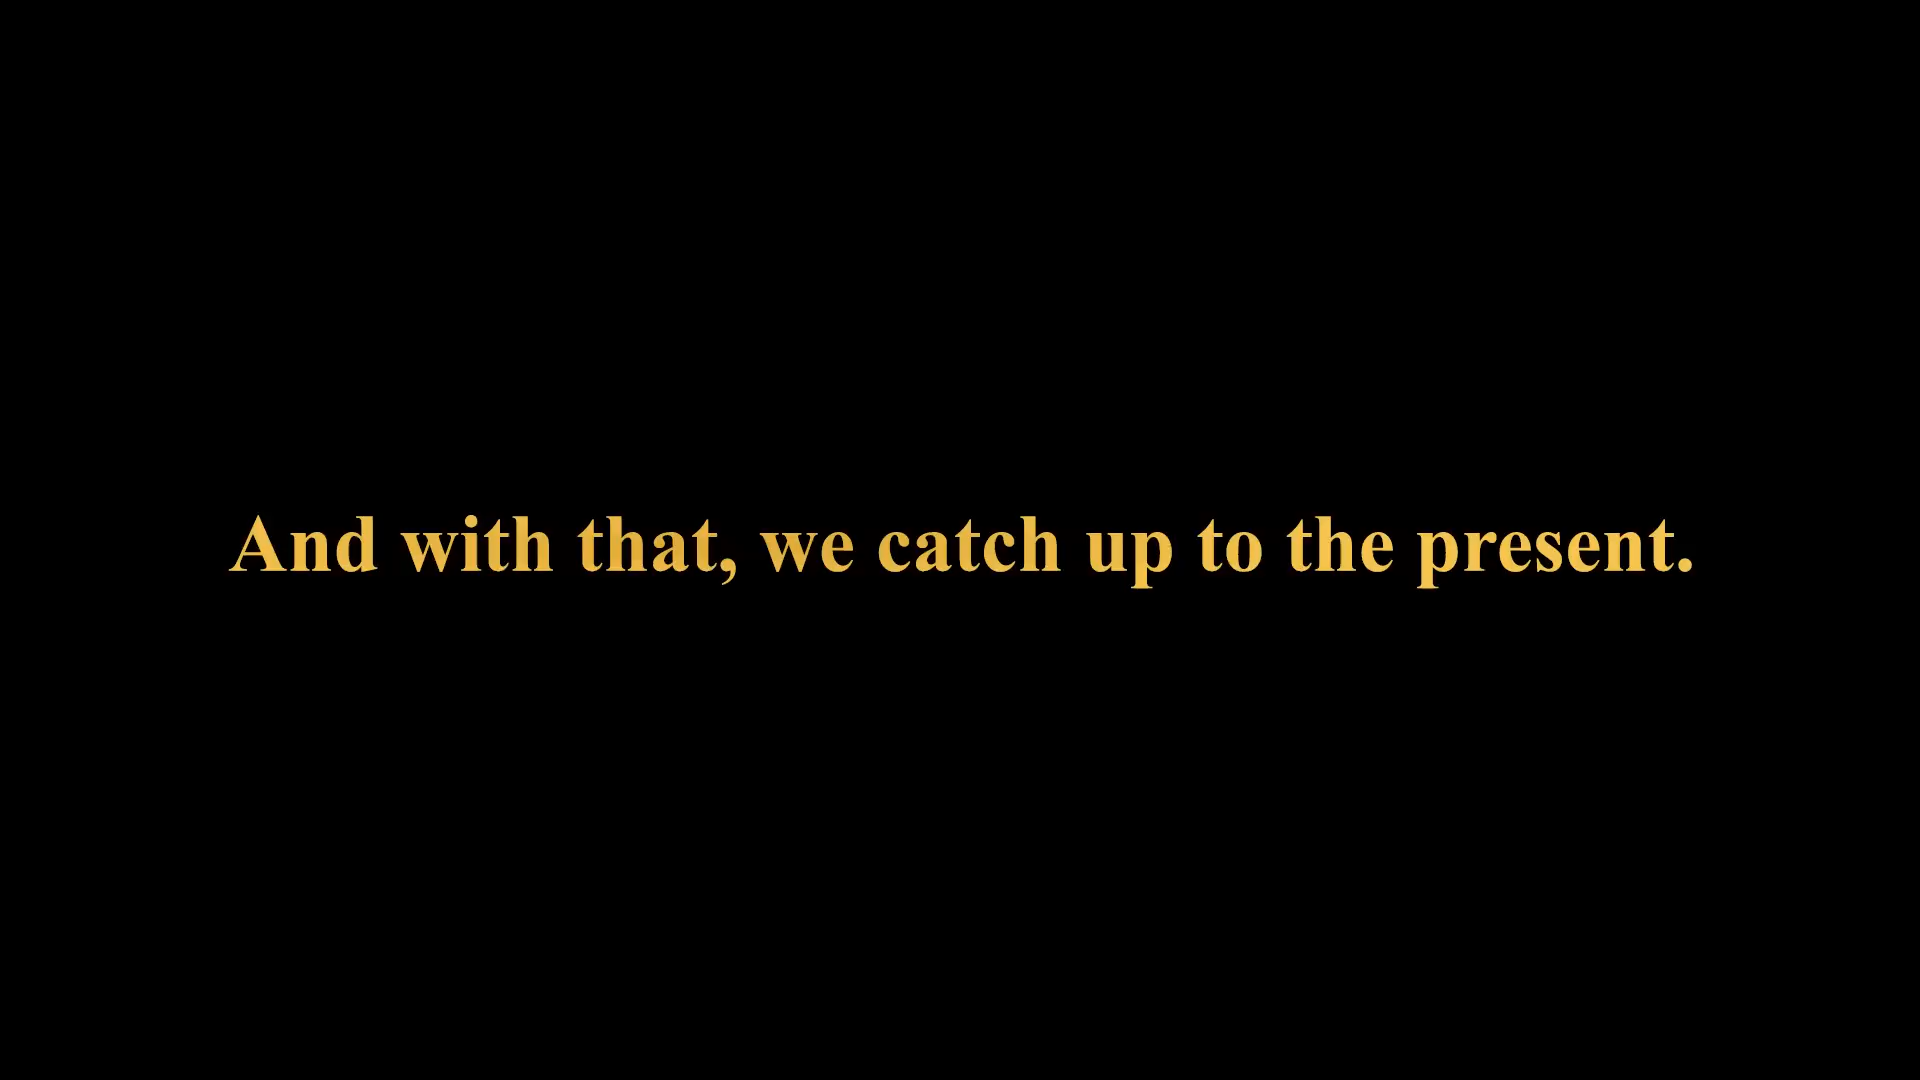 And with that, we catch up to the present.